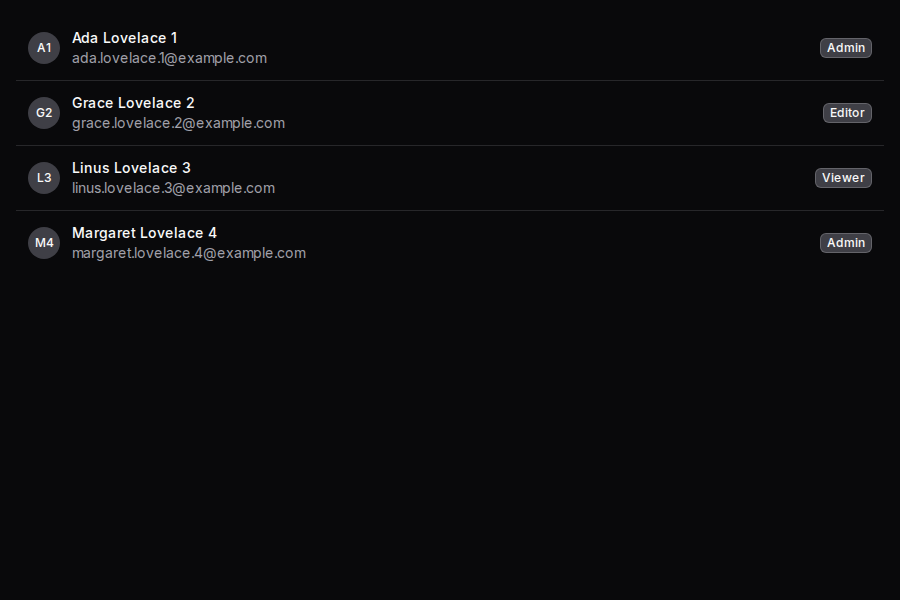 A1
Ada Lovelace 1
ada.lovelace.1@example.com
Admin
G2
Grace Lovelace 2
grace.lovelace.2@example.com
Editor
L3
Linus Lovelace 3
linus.lovelace.3@example.com
Viewer
M4
Margaret Lovelace 4
margaret.lovelace.4@example.com
Admin